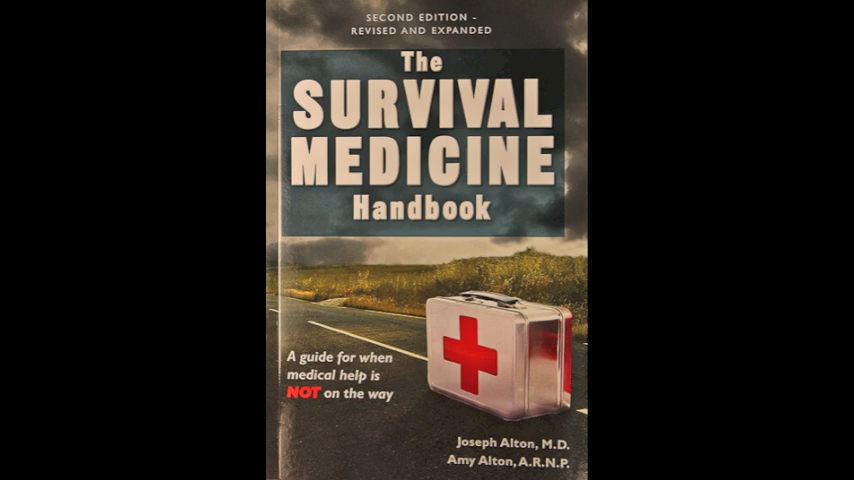 SECOND EDITION -
REVISED AND EXPANDED
The
SURVIVAL
MEDICINE
Handbook
A guide for when
medical help is
NOT on the way
Joseph Alton, M.D.
Amy Alton, A.R.N.P.